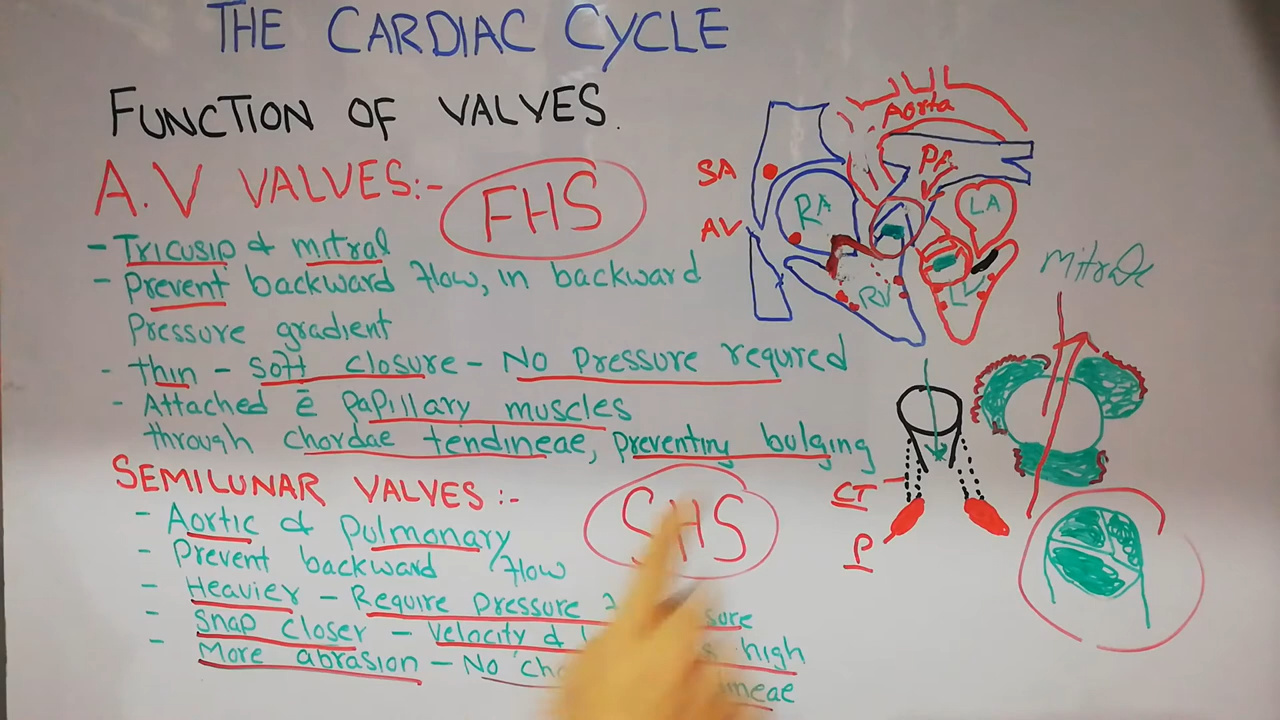 THE CARDIAC CYCLE
FUNCTION OF VALVES.
A.V VALVES:-
FHS
- Tricusip & mitral
- Prevent backward flow, in backward
Pressure gradient
- thin - soft closure - No pressure required
- Attached ē papillary muscles
through chordae tendineae, preventing bulging
SEMILUNAR VALVES :-
SHS
- Aortic & Pulmonary
- Prevent backward flow
- Heavier - Require pressure
- Snap closer - Velocity & high
- More abrasion - No
Aorta
SA
PA
RA
LA
AV
RV
LV
mitral
CT
P